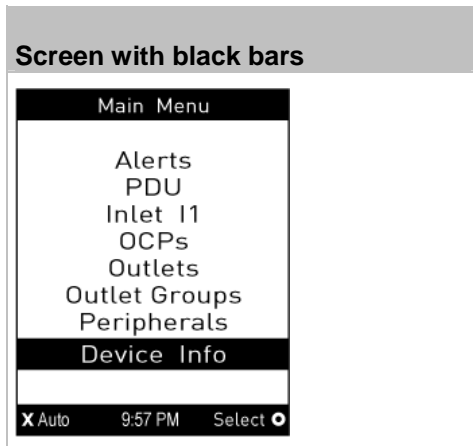 Screen with black bars
Main Menu
Alerts
PDU
Inlet I1
OCPs
Outlets
Outlet Groups
Peripherals
Device Info
X Auto 9:57 PM Select